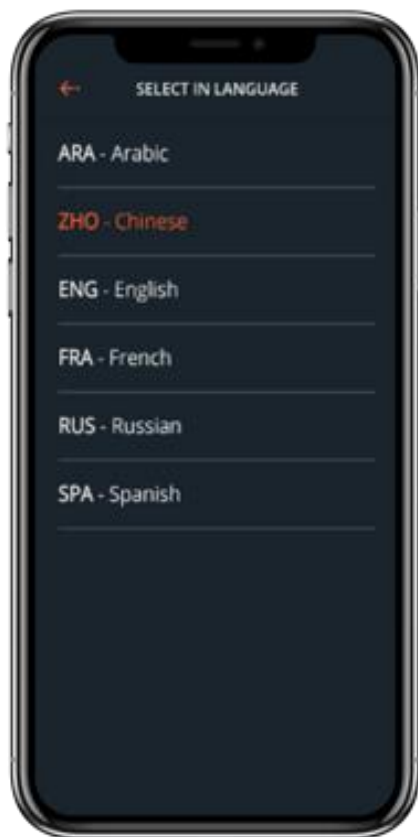 SELECT IN LANGUAGE
ARA - Arabic
ZHO - Chinese
ENG - English
FRA - French
RUS - Russian
SPA - Spanish